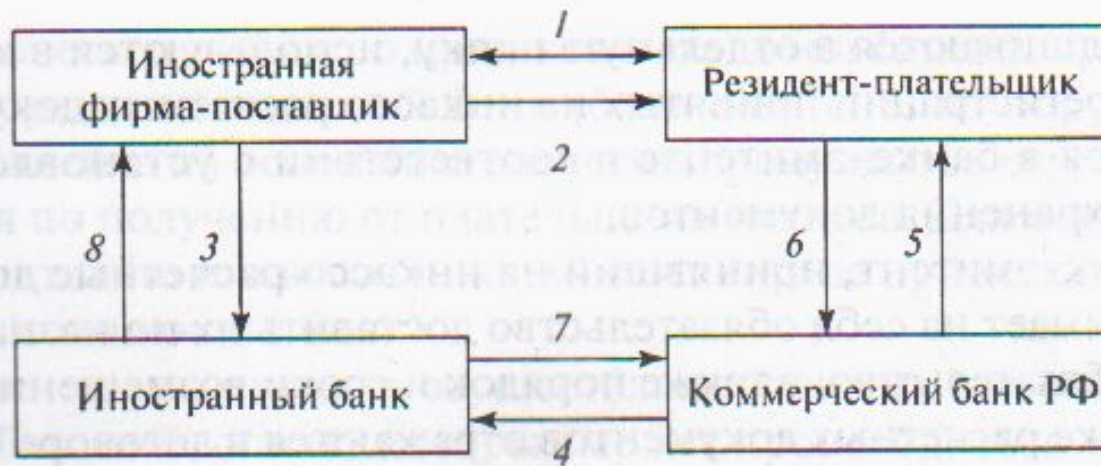 1
Иностранная
фирма-поставщик
Резидент-плательщик
2
8
3
6
5
7
Иностранный банк
Коммерческий банк РФ
4